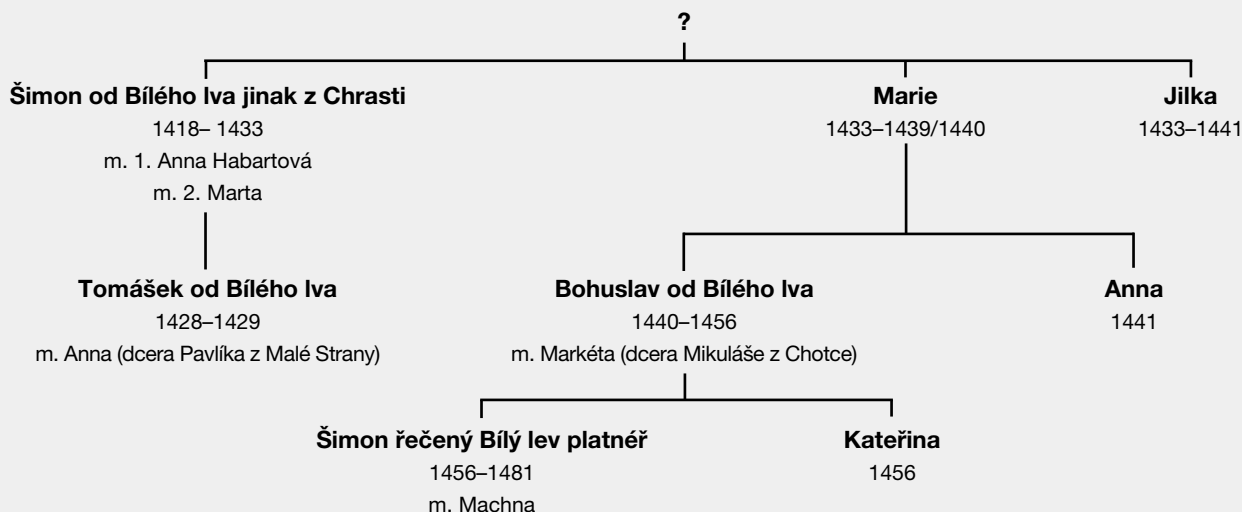 ?
Šimon od Bílého lva jinak z Chrasti
1418– 1433
m. 1. Anna Habartová
m. 2. Marta
Marie
1433–1439/1440
Jilka
1433–1441
Tomášek od Bílého lva
1428–1429
m. Anna (dcera Pavlíka z Malé Strany)
Bohuslav od Bílého lva
1440–1456
m. Markéta (dcera Mikuláše z Chotce)
Anna
1441
Šimon řečený Bílý lev platnéř
1456–1481
m. Machna
Kateřina
1456